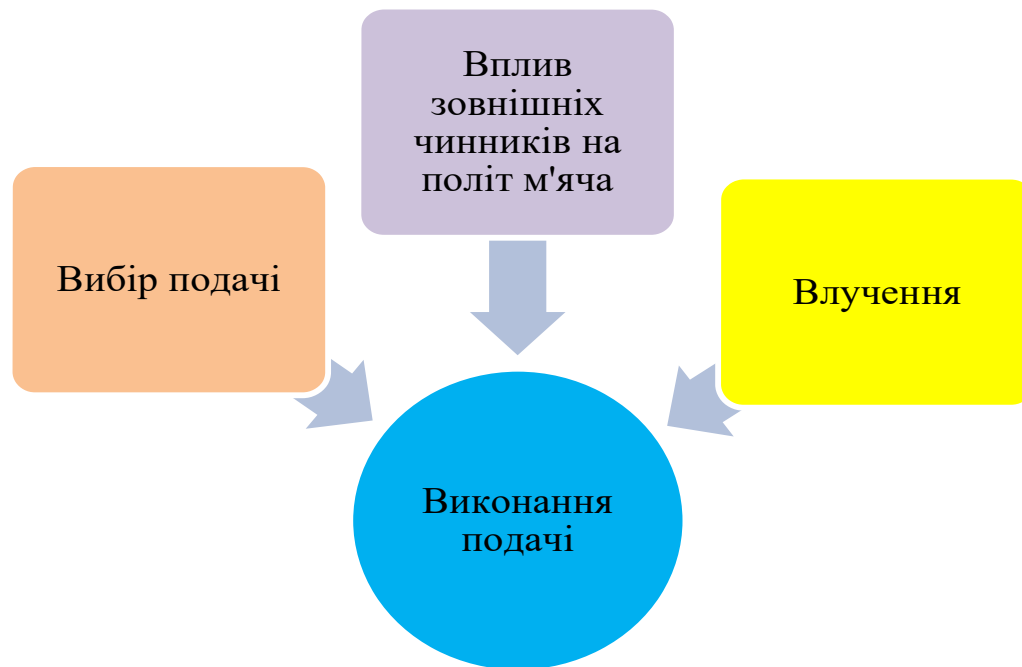 Вплив
зовнішніх
чинників на
політ м'яча
Вибір подачі
Влучення
Виконання
подачі